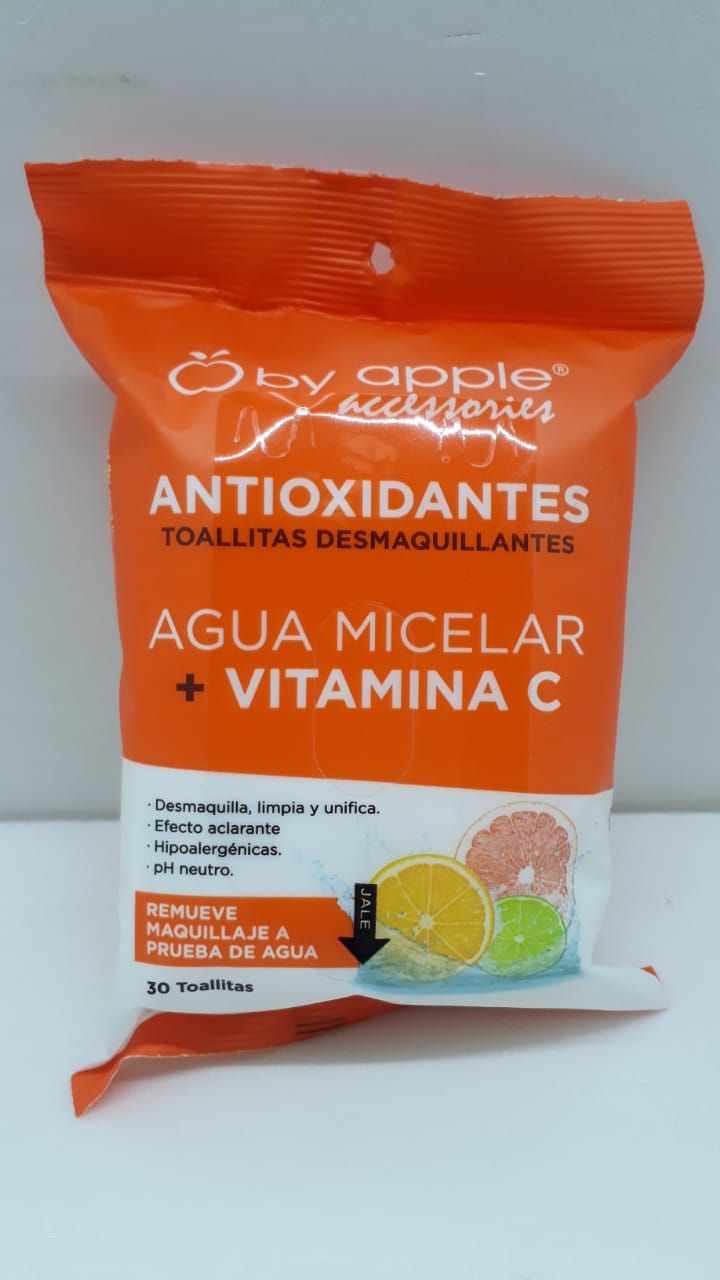 by apple®
accessories
ANTIOXIDANTES
TOALLITAS DESMAQUILLANTES
AGUA MICELAR
+ VITAMINA C
· Desmaquilla, limpia y unifica.
· Efecto aclarante
· Hipoalergénicas.
· pH neutro.
REMUEVE
MAQUILLAJE A
PRUEBA DE AGUA
JALE
30 Toallitas